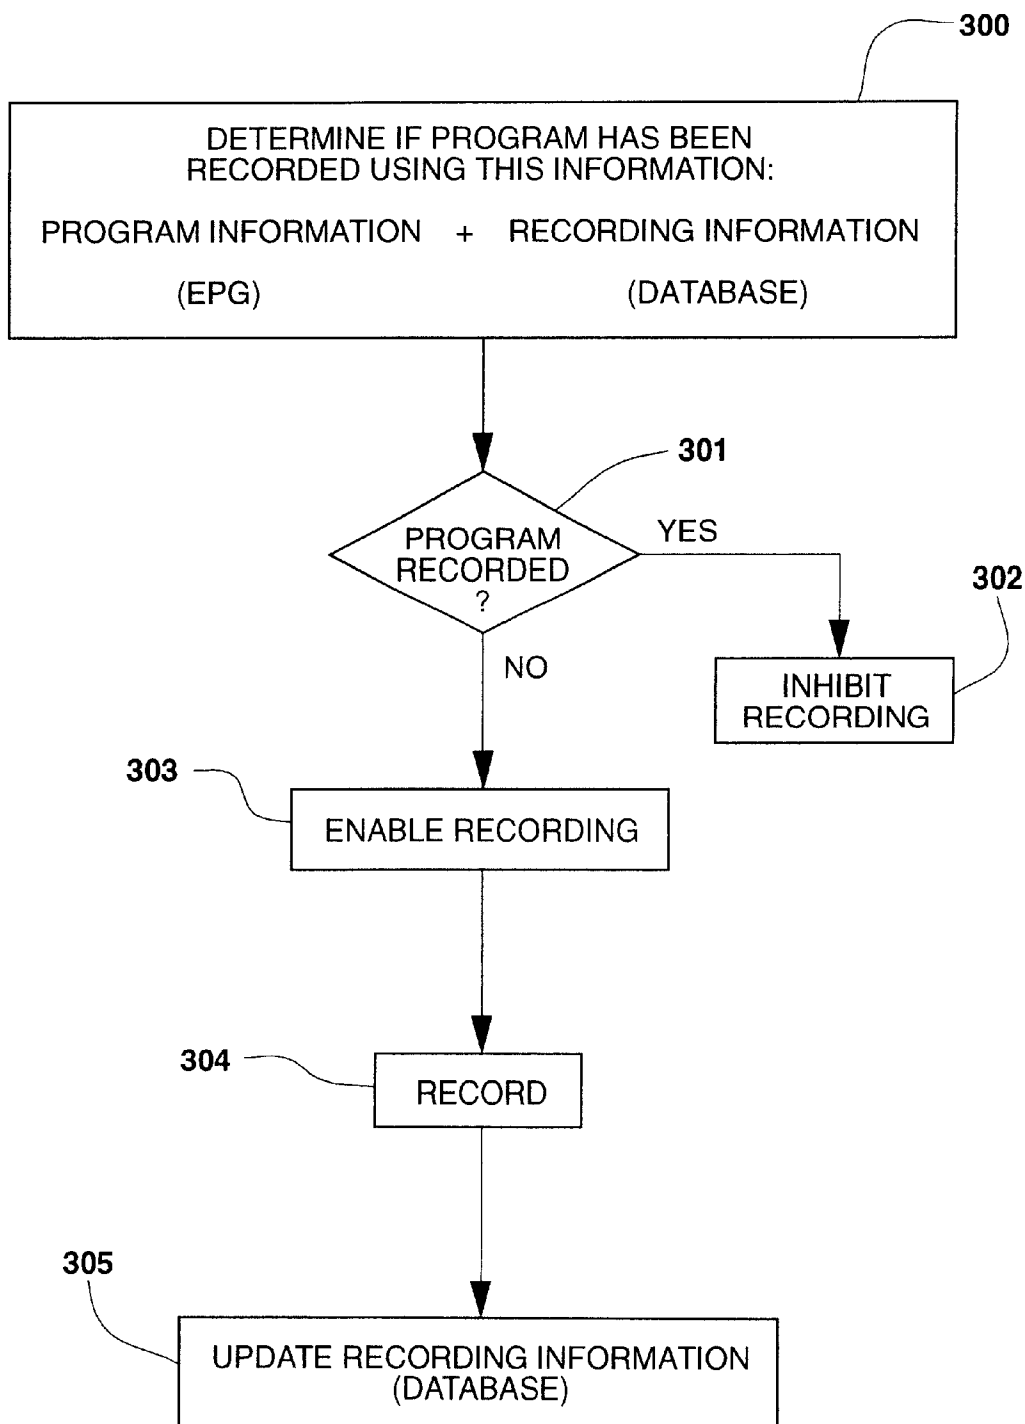 300
DETERMINE IF PROGRAM HAS BEEN
RECORDED USING THIS INFORMATION:
PROGRAM INFORMATION + RECORDING INFORMATION
(EPG) (DATABASE)
301
PROGRAM
RECORDED
?
YES
302
INHIBIT
RECORDING
NO
303
ENABLE RECORDING
304
RECORD
305
UPDATE RECORDING INFORMATION
(DATABASE)